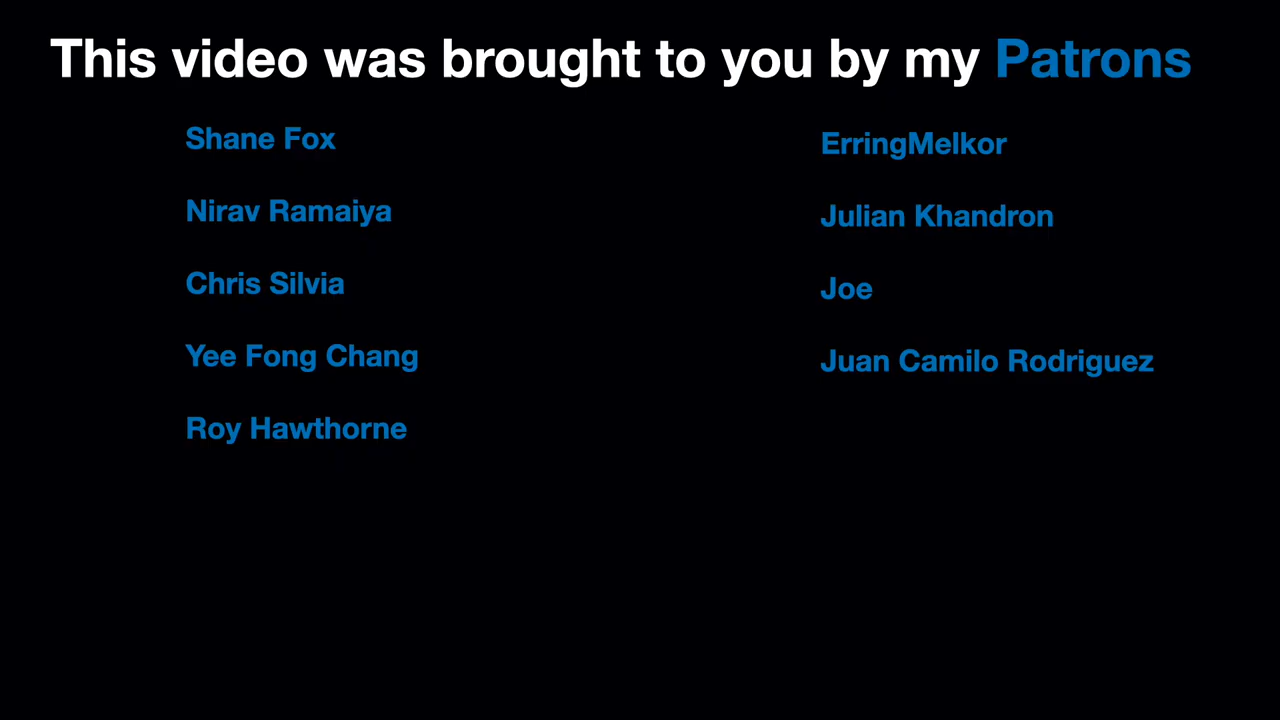 This video was brought to you by my Patrons
Shane Fox
Nirav Ramaiya
Chris Silvia
Yee Fong Chang
Roy Hawthorne
ErringMelkor
Julian Khandron
Joe
Juan Camilo Rodriguez